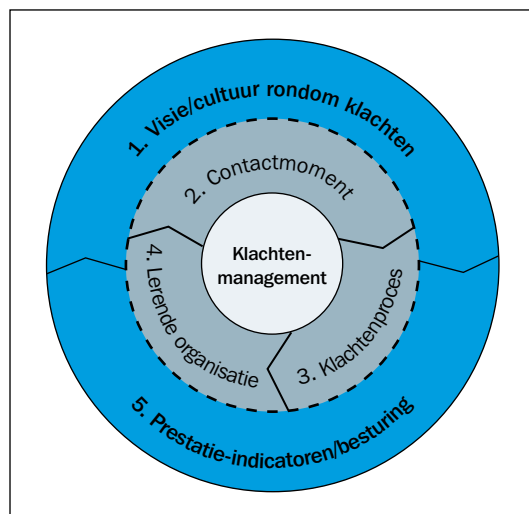 1. Visie/cultuur rondom klachten
2. Contactmoment
Klachten-
management
3. Klachtenproces
4. Lerende organisatie
5. Prestatie-indicatoren/besturing